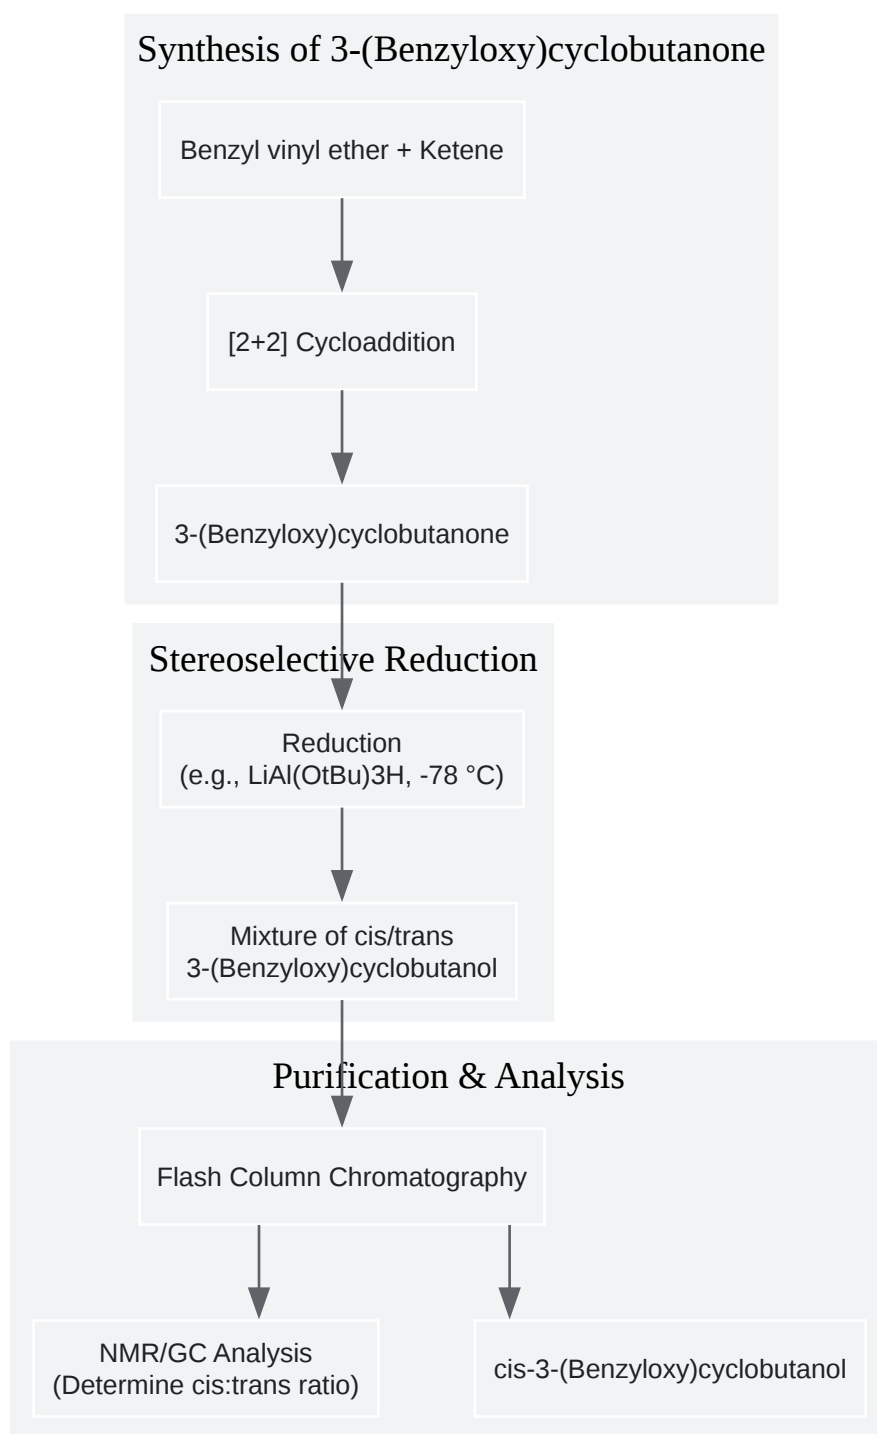 Synthesis of 3-(Benzyloxy)cyclobutanone
Benzyl vinyl ether + Ketene
[2+2] Cycloaddition
3-(Benzyloxy)cyclobutanone
Stereoselective Reduction
Reduction
(e.g., LiAl(OtBu)3H, -78 °C)
Mixture of cis/trans
3-(Benzyloxy)cyclobutanol
Purification & Analysis
Flash Column Chromatography
NMR/GC Analysis
(Determine cis:trans ratio)
cis-3-(Benzyloxy)cyclobutanol